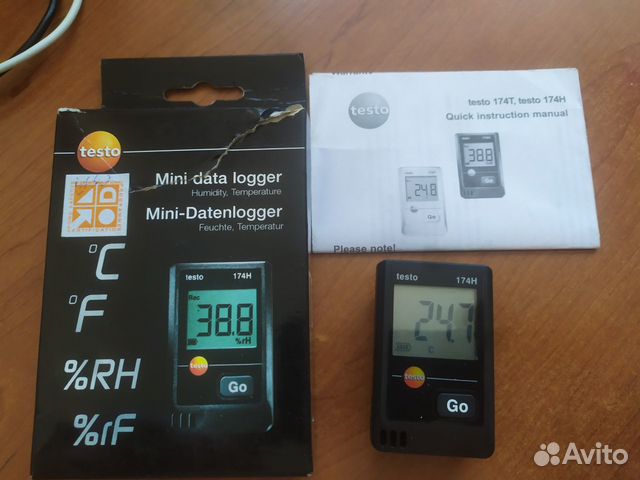 testo
Mini data logger
Humidity, Temperature
Mini-Datenlogger
Feuchte, Temperatur
°C
°F
%RH
%rF
testo 174H
Rec
38.8
%rH
testo
Go
testo
testo 174T, testo 174H
Quick instruction manual
38.8
24.8
Go
Please note!
testo 174H
24.7
°C
testo
Go
Avito